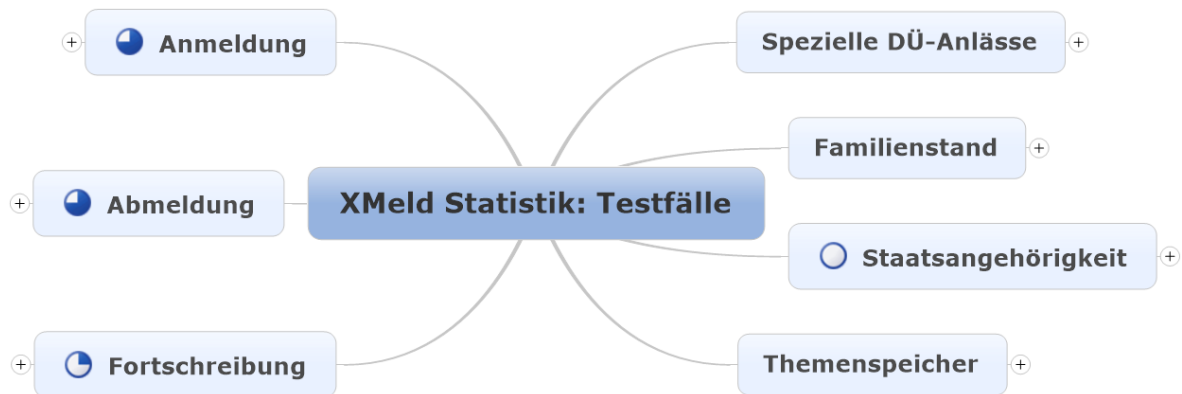 Anmeldung
Abmeldung
Fortschreibung
XMeld Statistik: Testfälle
Spezielle DÜ-Anlässe
Familienstand
Staatsangehörigkeit
Themenspeicher